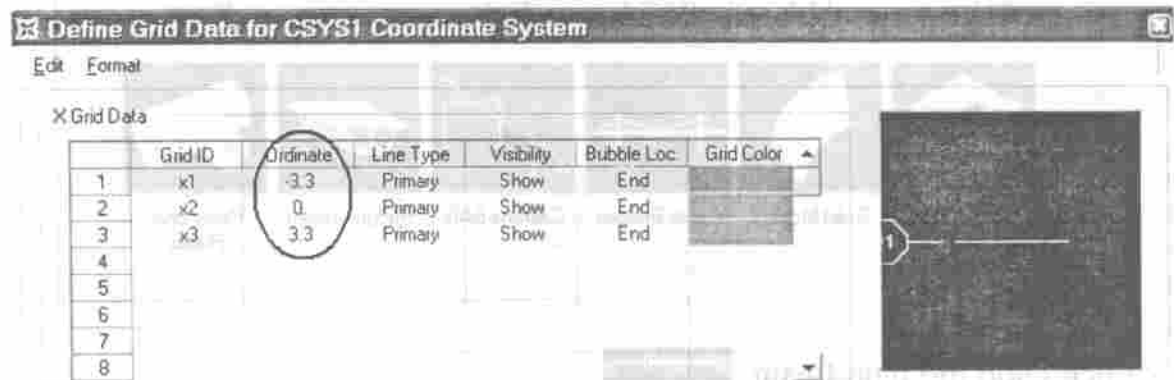 Define Grid Data for CSYS1 Coordinate System
Edit Format
X Grid Data
Grid ID Ordinate Line Type Visibility Bubble Loc. Grid Color
1 x1 -3.3 Primary Show End
2 x2 0. Primary Show End
3 x3 3.3 Primary Show End
4
5
6
7
8